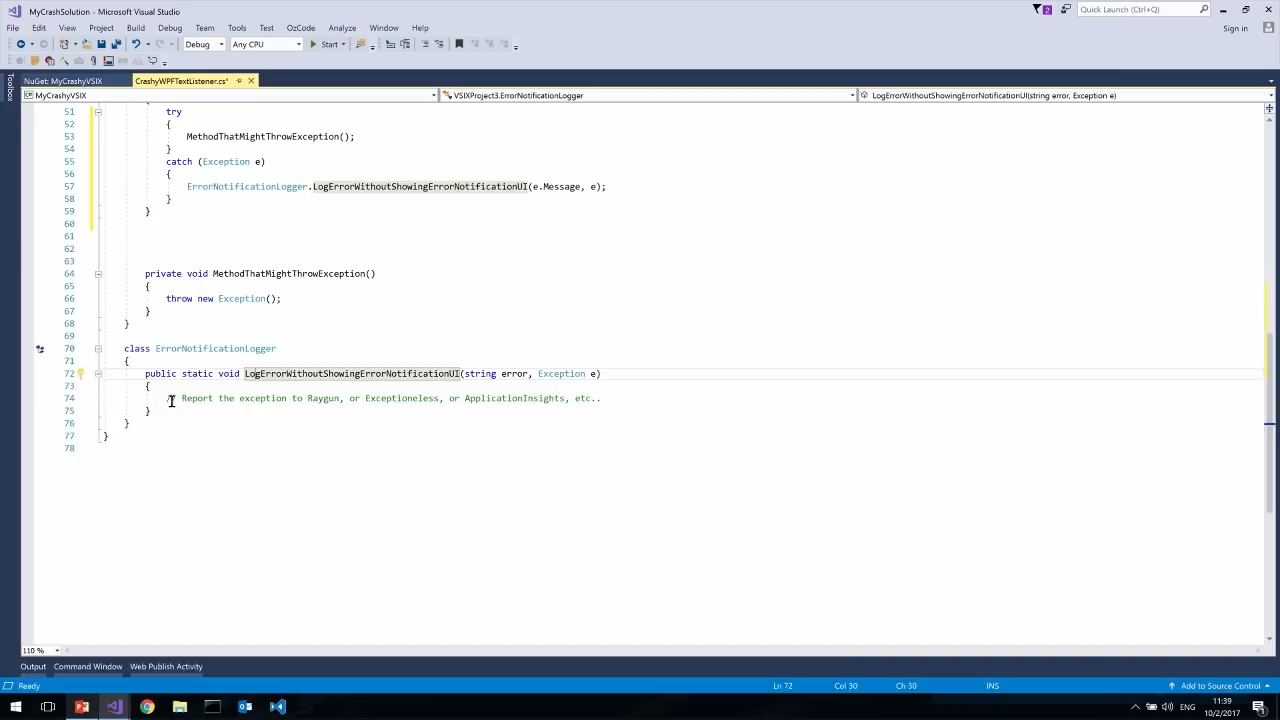 MyCrashSolution - Microsoft Visual Studio
2
Quick Launch (Ctrl+Q)
File Edit View Project Build Debug Team Tools Test OzCode Analyze Window Help
Sign in
Debug Any CPU Start
Toolbox
NuGet: MyCrashyVSIX CrashyWPFTextListener.cs*
MyCrashyVSIX VSIXProject3.ErrorNotificationLogger LogErrorWithoutShowingErrorNotificationUI(string error, Exception e)
51 try
52 {
53 MethodThatMightThrowException();
54 }
55 catch (Exception e)
56 {
57 ErrorNotificationLogger.LogErrorWithoutShowingErrorNotificationUI(e.Message, e);
58 }
59 }
60
61
62
63
64 private void MethodThatMightThrowException()
65 {
66 throw new Exception();
67 }
68 }
69
70 class ErrorNotificationLogger
71 {
72 public static void LogErrorWithoutShowingErrorNotificationUI(string error, Exception e)
73 {
74 // Report the exception to Raygun, or Exceptionless, or ApplicationInsights, etc..
75 }
76 }
77 }
78
110 %
Output Command Window Web Publish Activity
Ready Ln 72 Col 30 Ch 30 INS Add to Source Control
ENG 11:39
10/2/2017